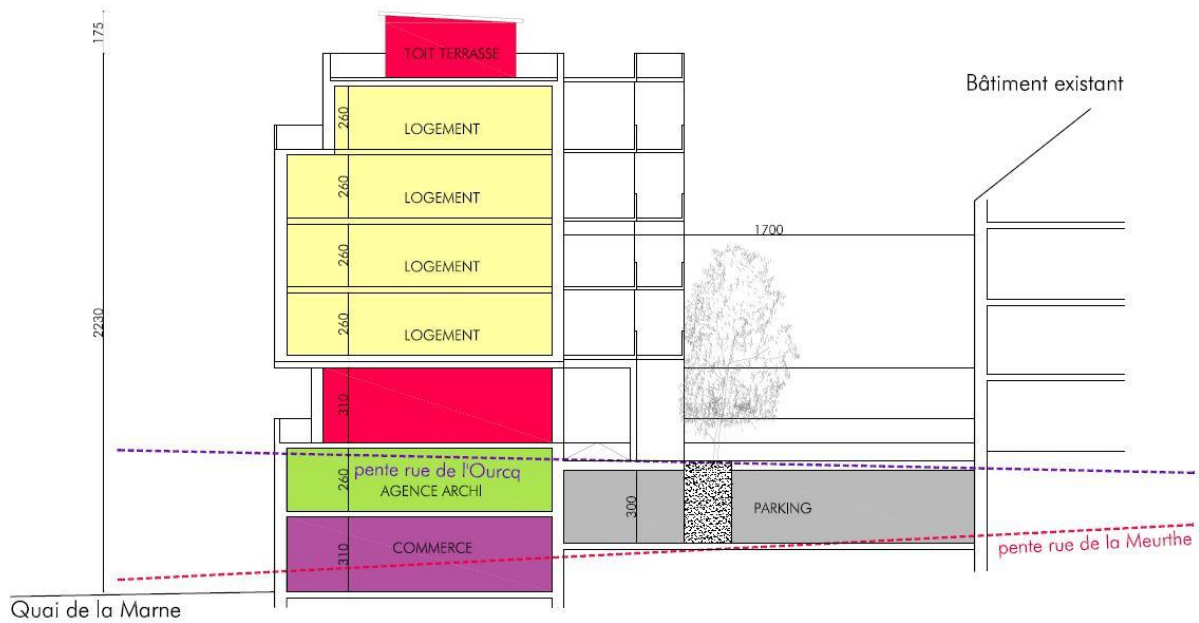 175
TOIT TERRASSE
Bâtiment existant
260
LOGEMENT
260
LOGEMENT
1700
260
LOGEMENT
2230
260
LOGEMENT
310
pente rue de l'Ourcq
260
AGENCE ARCHI
300
PARKING
310
COMMERCE
pente rue de la Meurthe
Quai de la Marne